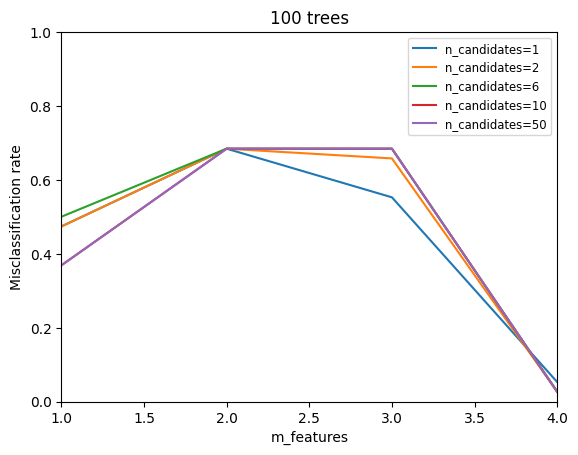 100 trees
Misclassification rate
1.0
0.8
0.6
0.4
0.2
0.0
n_candidates=1
n_candidates=2
n_candidates=6
n_candidates=10
n_candidates=50
1.0 1.5 2.0 2.5 3.0 3.5 4.0
m_features